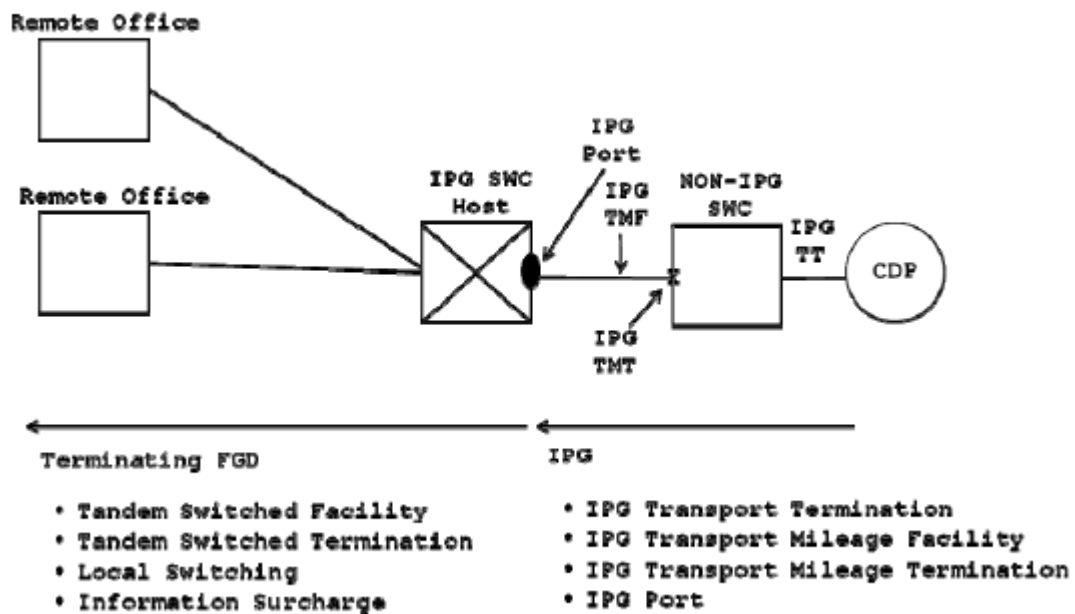 Remote Office
Remote Office
IPG SWC
Host
IPG
Port
IPG
TMF
IPG
TMT
NON-IPG
SWC
IPG
TT
CDP
Terminating FGD
• Tandem Switched Facility
• Tandem Switched Termination
• Local Switching
• Information Surcharge
IPG
• IPG Transport Termination
• IPG Transport Mileage Facility
• IPG Transport Mileage Termination
• IPG Port